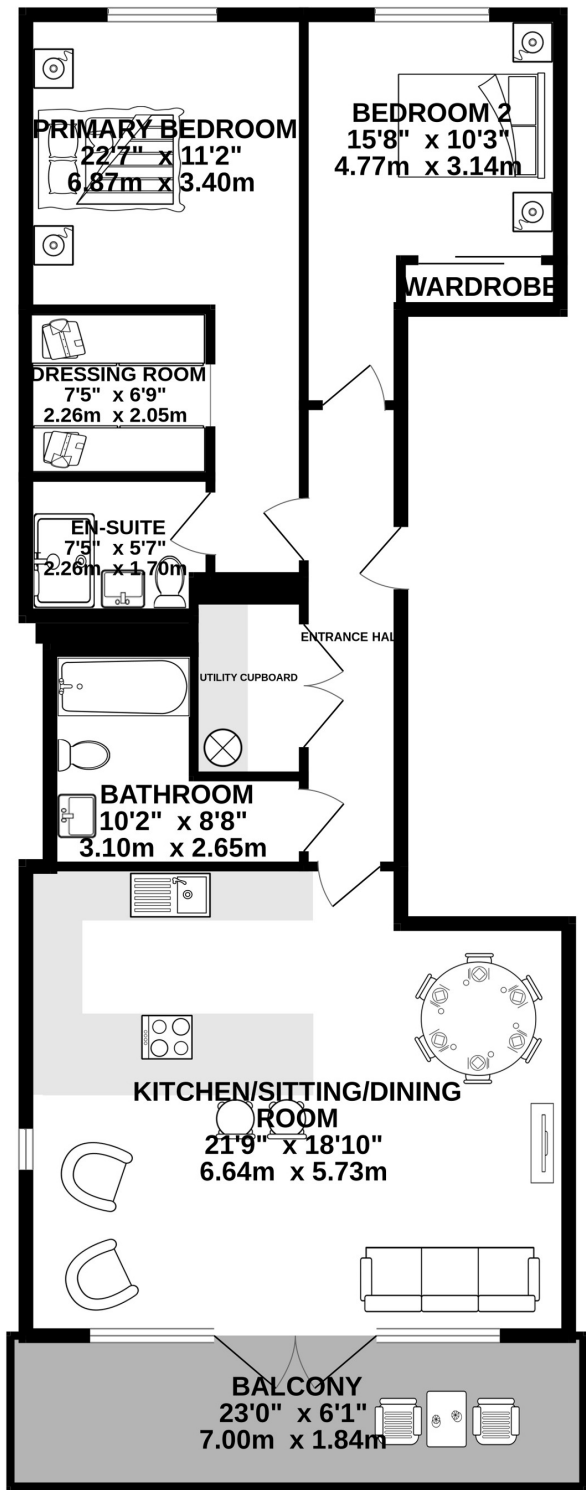 PRIMARY BEDROOM
22'7" x 11'2"
6.87m x 3.40m
BEDROOM 2
15'8" x 10'3"
4.77m x 3.14m
WARDROBE
DRESSING ROOM
7'5" x 6'9"
2.26m x 2.05m
EN-SUITE
7'5" x 5'7"
2.26m x 1.70m
ENTRANCE HAL
UTILITY CUPBOARD
BATHROOM
10'2" x 8'8"
3.10m x 2.65m
KITCHEN/SITTING/DINING
ROOM
21'9" x 18'10"
6.64m x 5.73m
BALCONY
23'0" x 6'1"
7.00m x 1.84m